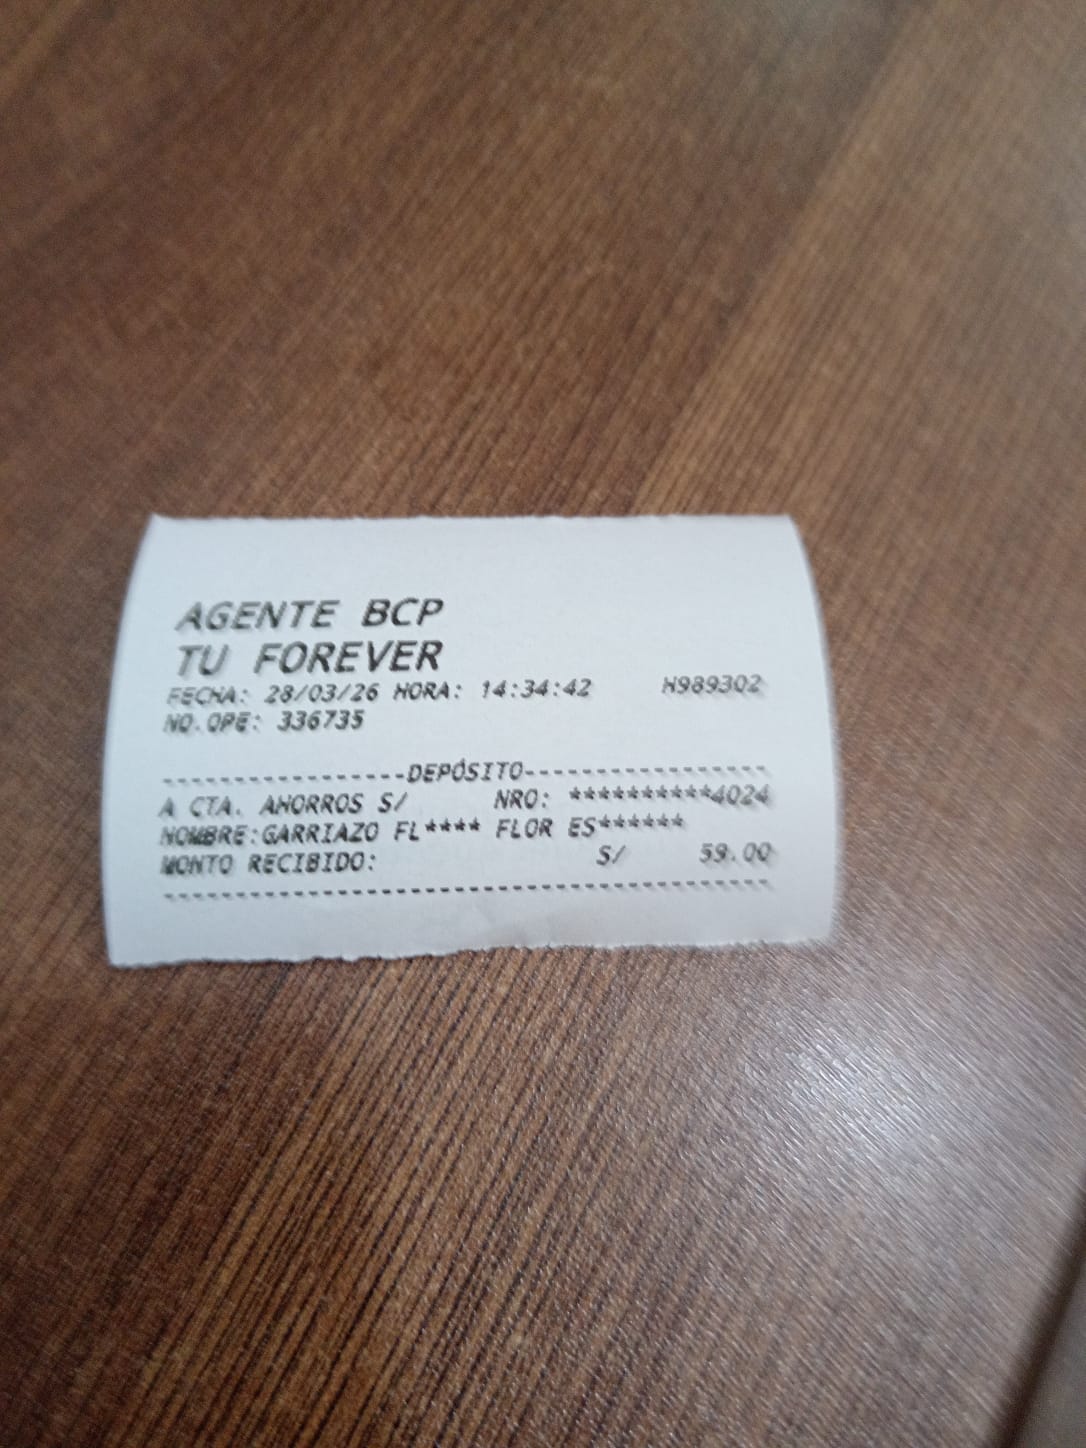 AGENTE BCP
TU FOREVER
FECHA: 28/03/26 HORA: 14:34:42 H989302
NO.OPE: 336735
-----------------DEPÓSITO-----------------
A CTA. AHORROS S/ NRO: **********4024
NOMBRE:GARRIAZO FL**** FLOR ES******
MONTO RECIBIDO: S/ 59.00
------------------------------------------